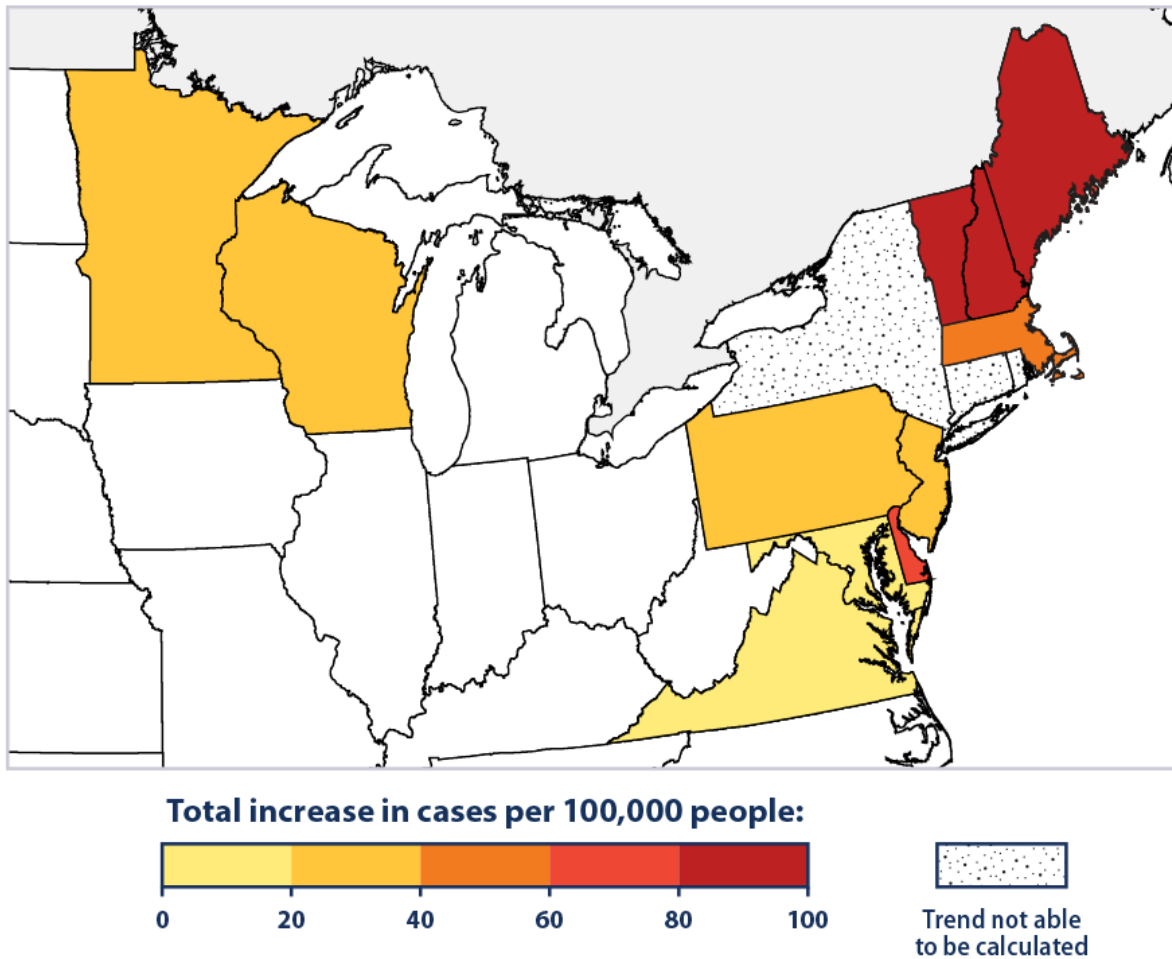 Total increase in cases per 100,000 people:
0 20 40 60 80 100
Trend not able
to be calculated